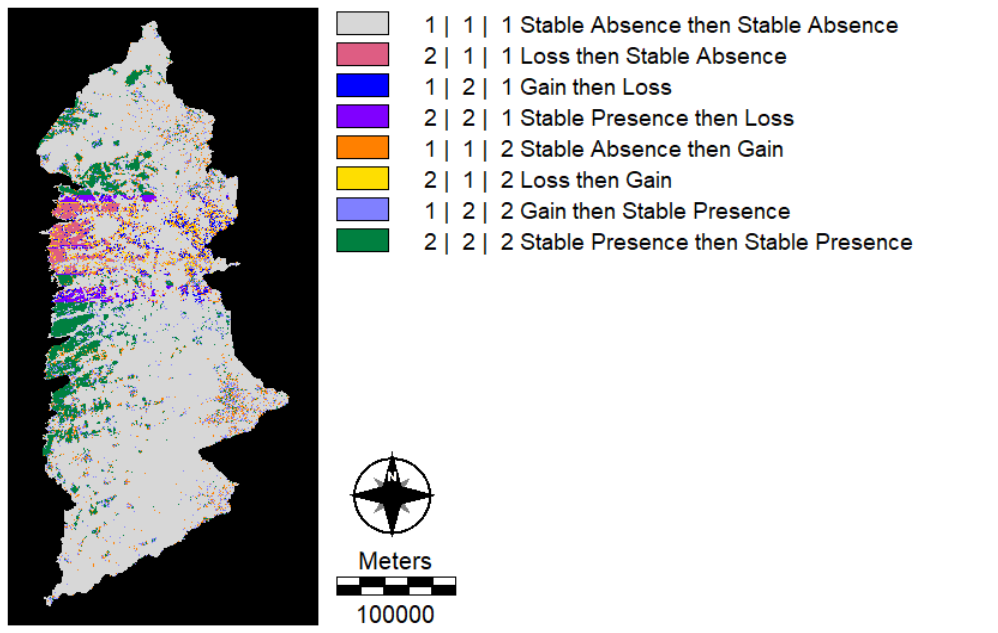 1 | 1 | 1 Stable Absence then Stable Absence
2 | 1 | 1 Loss then Stable Absence
1 | 2 | 1 Gain then Loss
2 | 2 | 1 Stable Presence then Loss
1 | 1 | 2 Stable Absence then Gain
2 | 1 | 2 Loss then Gain
1 | 2 | 2 Gain then Stable Presence
2 | 2 | 2 Stable Presence then Stable Presence
N
Meters
100000